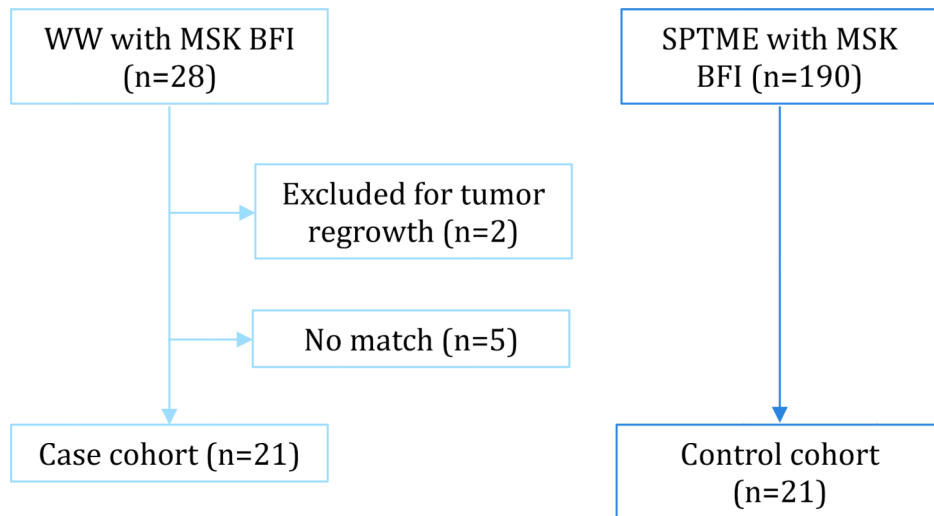 WW with MSK BFI
(n=28)
SPTME with MSK
BFI (n=190)
Excluded for tumor
regrowth (n=2)
No match (n=5)
Case cohort (n=21)
Control cohort
(n=21)